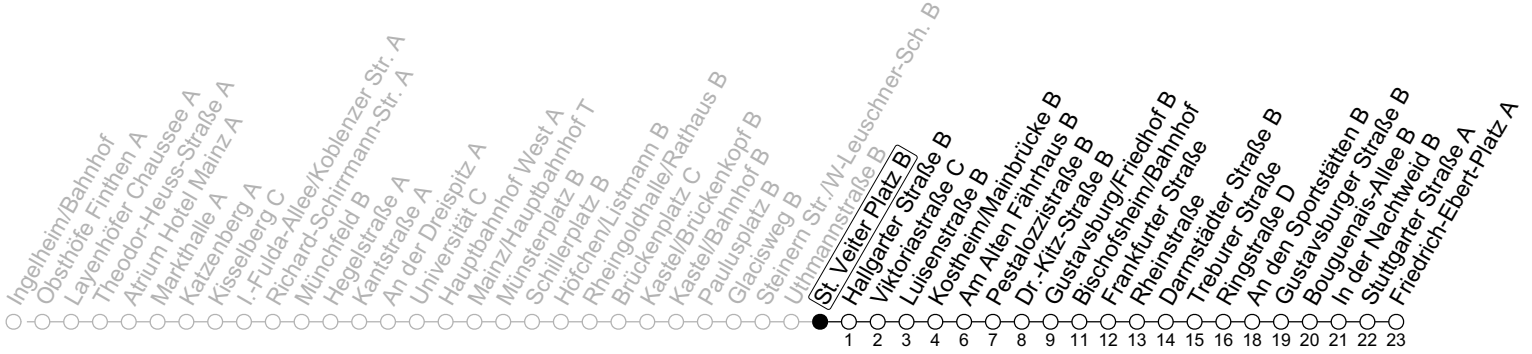 Ingelheim/Bahnhof
Osthöfe Finthen A
Layenhöfer Chaussee A
Theodor-Heuss-Straße A
Atrium Hotel Mainz A
Markthalle A
Katzenberg A
Kisselberg C
I.-Fulda-Allee/Koblenzer Str. A
Richard-Schirrmann-Str. A
Münchfeld B
Hegelstraße A
Kantstraße A
An der Dreispitz A
Universität C
Hauptbahnhof West A
Mainz/Hauptbahnhof T
Münsterplatz B
Schillerplatz B
Höfchen/Listmann B
Rheingoldhalle/Rathaus B
Brückenplatz C
Kastel/Brückenkopf B
Kastel/Bahnhof B
Paulusplatz B
Glacisweg B
Steinern Str./W-Leuschner-Sch. B
Uthmannstraße B
St. Veiter Platz B
Hallgarter Straße B
Viktoriastraße C
Luisenstraße B
Kostheim/Mainbrücke B
Am Alten Fährhaus B
Pestalozzistraße B
Dr.-Kitz-Straße B
Gustavsburg/Friedhof B
Bischofsheim/Bahnhof
Frankfurter Straße
Rheinstraße
Darmstädter Straße B
Treburer Straße
Ringstraße D
An den Sportstätten B
Gustavsburger Straße B
Bouguenais-Allee B
In der Nachtweid B
Stuttgarter Straße A
Friedrich-Ebert-Platz A
1 2 3 4 6 7 8 9 11 12 13 14 15 16 18 19 20 21 22 23